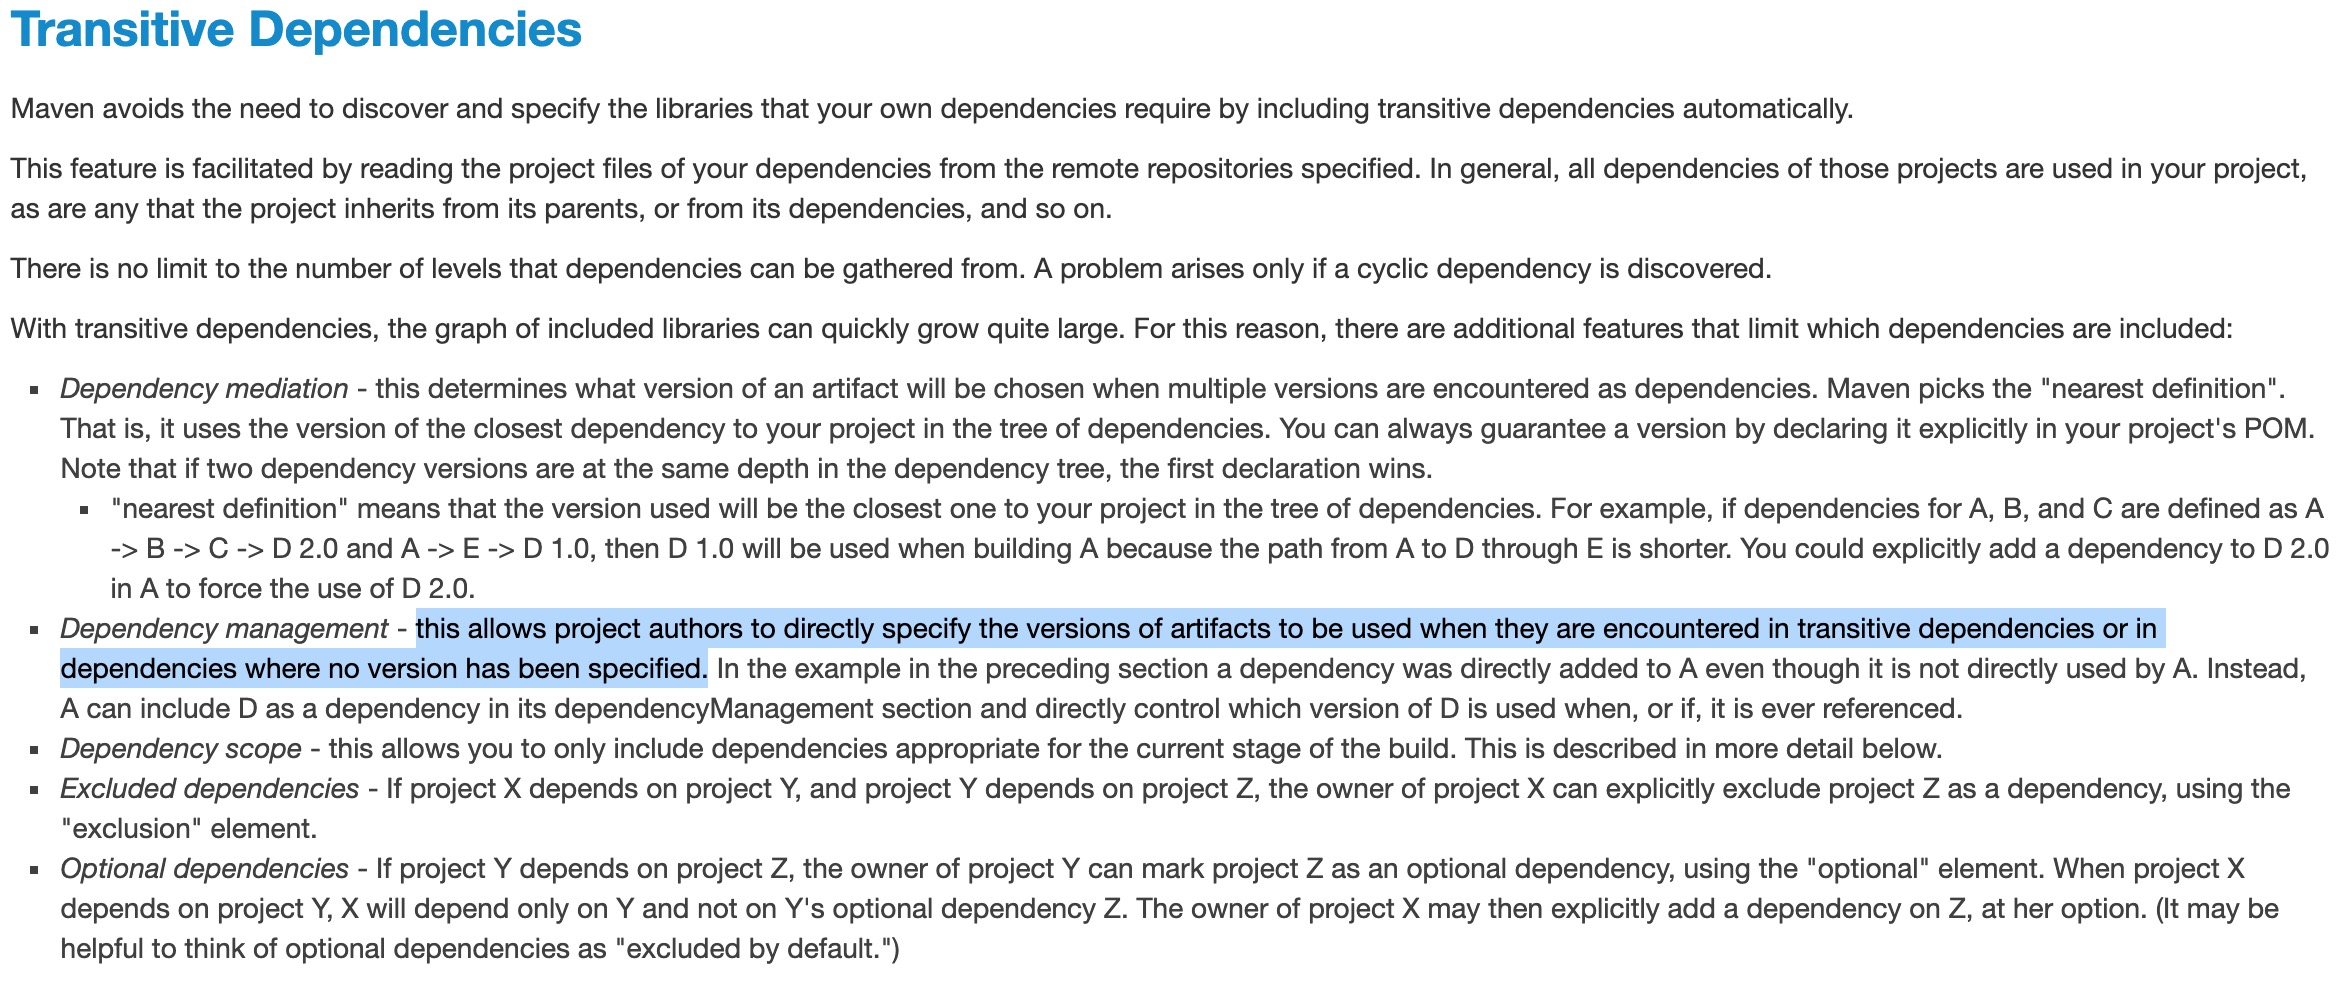 Transitive Dependencies
Maven avoids the need to discover and specify the libraries that your own dependencies require by including transitive dependencies automatically.
This feature is facilitated by reading the project files of your dependencies from the remote repositories specified. In general, all dependencies of those projects are used in your project,
as are any that the project inherits from its parents, or from its dependencies, and so on.
There is no limit to the number of levels that dependencies can be gathered from. A problem arises only if a cyclic dependency is discovered.
With transitive dependencies, the graph of included libraries can quickly grow quite large. For this reason, there are additional features that limit which dependencies are included:
▪ Dependency mediation - this determines what version of an artifact will be chosen when multiple versions are encountered as dependencies. Maven picks the "nearest definition".
That is, it uses the version of the closest dependency to your project in the tree of dependencies. You can always guarantee a version by declaring it explicitly in your project's POM.
Note that if two dependency versions are at the same depth in the dependency tree, the first declaration wins.
▪ "nearest definition" means that the version used will be the closest one to your project in the tree of dependencies. For example, if dependencies for A, B, and C are defined as A
-> B -> C -> D 2.0 and A -> E -> D 1.0, then D 1.0 will be used when building A because the path from A to D through E is shorter. You could explicitly add a dependency to D 2.0
in A to force the use of D 2.0.
▪ Dependency management - this allows project authors to directly specify the versions of artifacts to be used when they are encountered in transitive dependencies or in
dependencies where no version has been specified. In the example in the preceding section a dependency was directly added to A even though it is not directly used by A. Instead,
A can include D as a dependency in its dependencyManagement section and directly control which version of D is used when, or if, it is ever referenced.
▪ Dependency scope - this allows you to only include dependencies appropriate for the current stage of the build. This is described in more detail below.
▪ Excluded dependencies - If project X depends on project Y, and project Y depends on project Z, the owner of project X can explicitly exclude project Z as a dependency, using the
"exclusion" element.
▪ Optional dependencies - If project Y depends on project Z, the owner of project Y can mark project Z as an optional dependency, using the "optional" element. When project X
depends on project Y, X will depend only on Y and not on Y's optional dependency Z. The owner of project X may then explicitly add a dependency on Z, at her option. (It may be
helpful to think of optional dependencies as "excluded by default.")